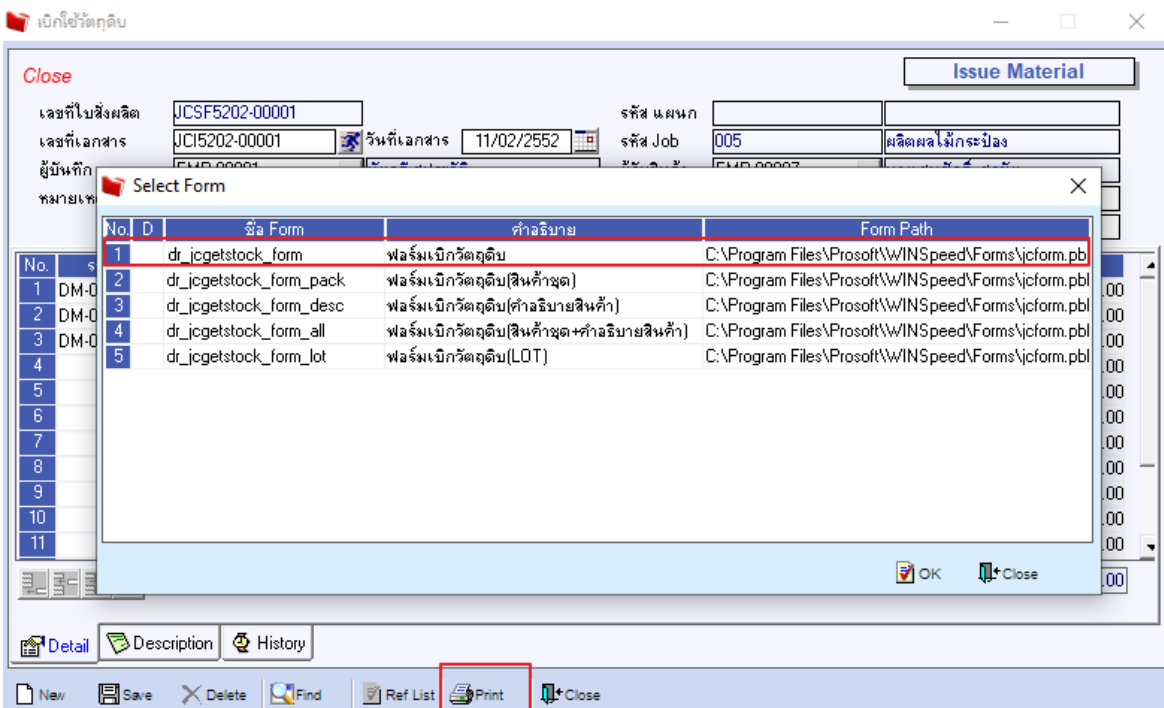 เบิกใช้วัตถุดิบ
Close
Issue Material
เลขที่ใบสั่งผลิต JCSF5202-00001 รหัส แผนก
เลขที่เอกสาร JCI5202-00001 วันที่เอกสาร 11/02/2552 รหัส Job 005 ผลิตผลไม้กระป๋อง
ผู้บันทึก
Select Form
No. D ชื่อ Form คำอธิบาย Form Path
1 dr_jcgetstock_form ฟอร์มเบิกวัตถุดิบ C:\Program Files\Prosoft\WINSpeed\Forms\jcform.pbl
2 dr_jcgetstock_form_pack ฟอร์มเบิกวัตถุดิบ(สินค้าชุด) C:\Program Files\Prosoft\WINSpeed\Forms\jcform.pbl
3 dr_jcgetstock_form_desc ฟอร์มเบิกวัตถุดิบ(คำอธิบายสินค้า) C:\Program Files\Prosoft\WINSpeed\Forms\jcform.pbl
4 dr_jcgetstock_form_all ฟอร์มเบิกวัตถุดิบ(สินค้าชุด+คำอธิบายสินค้า) C:\Program Files\Prosoft\WINSpeed\Forms\jcform.pbl
5 dr_jcgetstock_form_lot ฟอร์มเบิกวัตถุดิบ(LOT) C:\Program Files\Prosoft\WINSpeed\Forms\jcform.pbl
OK Close
No.
1 DM-0 .00
2 DM-0 .00
3 DM-0 .00
4 .00
5 .00
6 .00
7 .00
8 .00
9 .00
10 .00
11 .00
.00
Detail Description History
New Save Delete Find Ref List Print Close